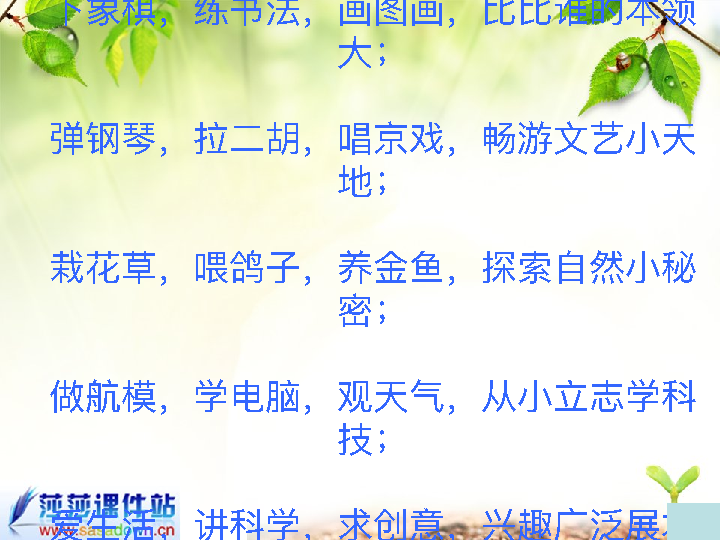 下象棋，练书法，画图画，比比谁的本领
大；
弹钢琴，拉二胡，唱京戏，畅游文艺小天
地；
栽花草，喂鸽子，养金鱼，探索自然小秘
密；
做航模，学电脑，观天气，从小立志学科
技；
莎莎课件站
www.sasadown.cn
爱生活，讲科学，求创意，兴趣广泛展